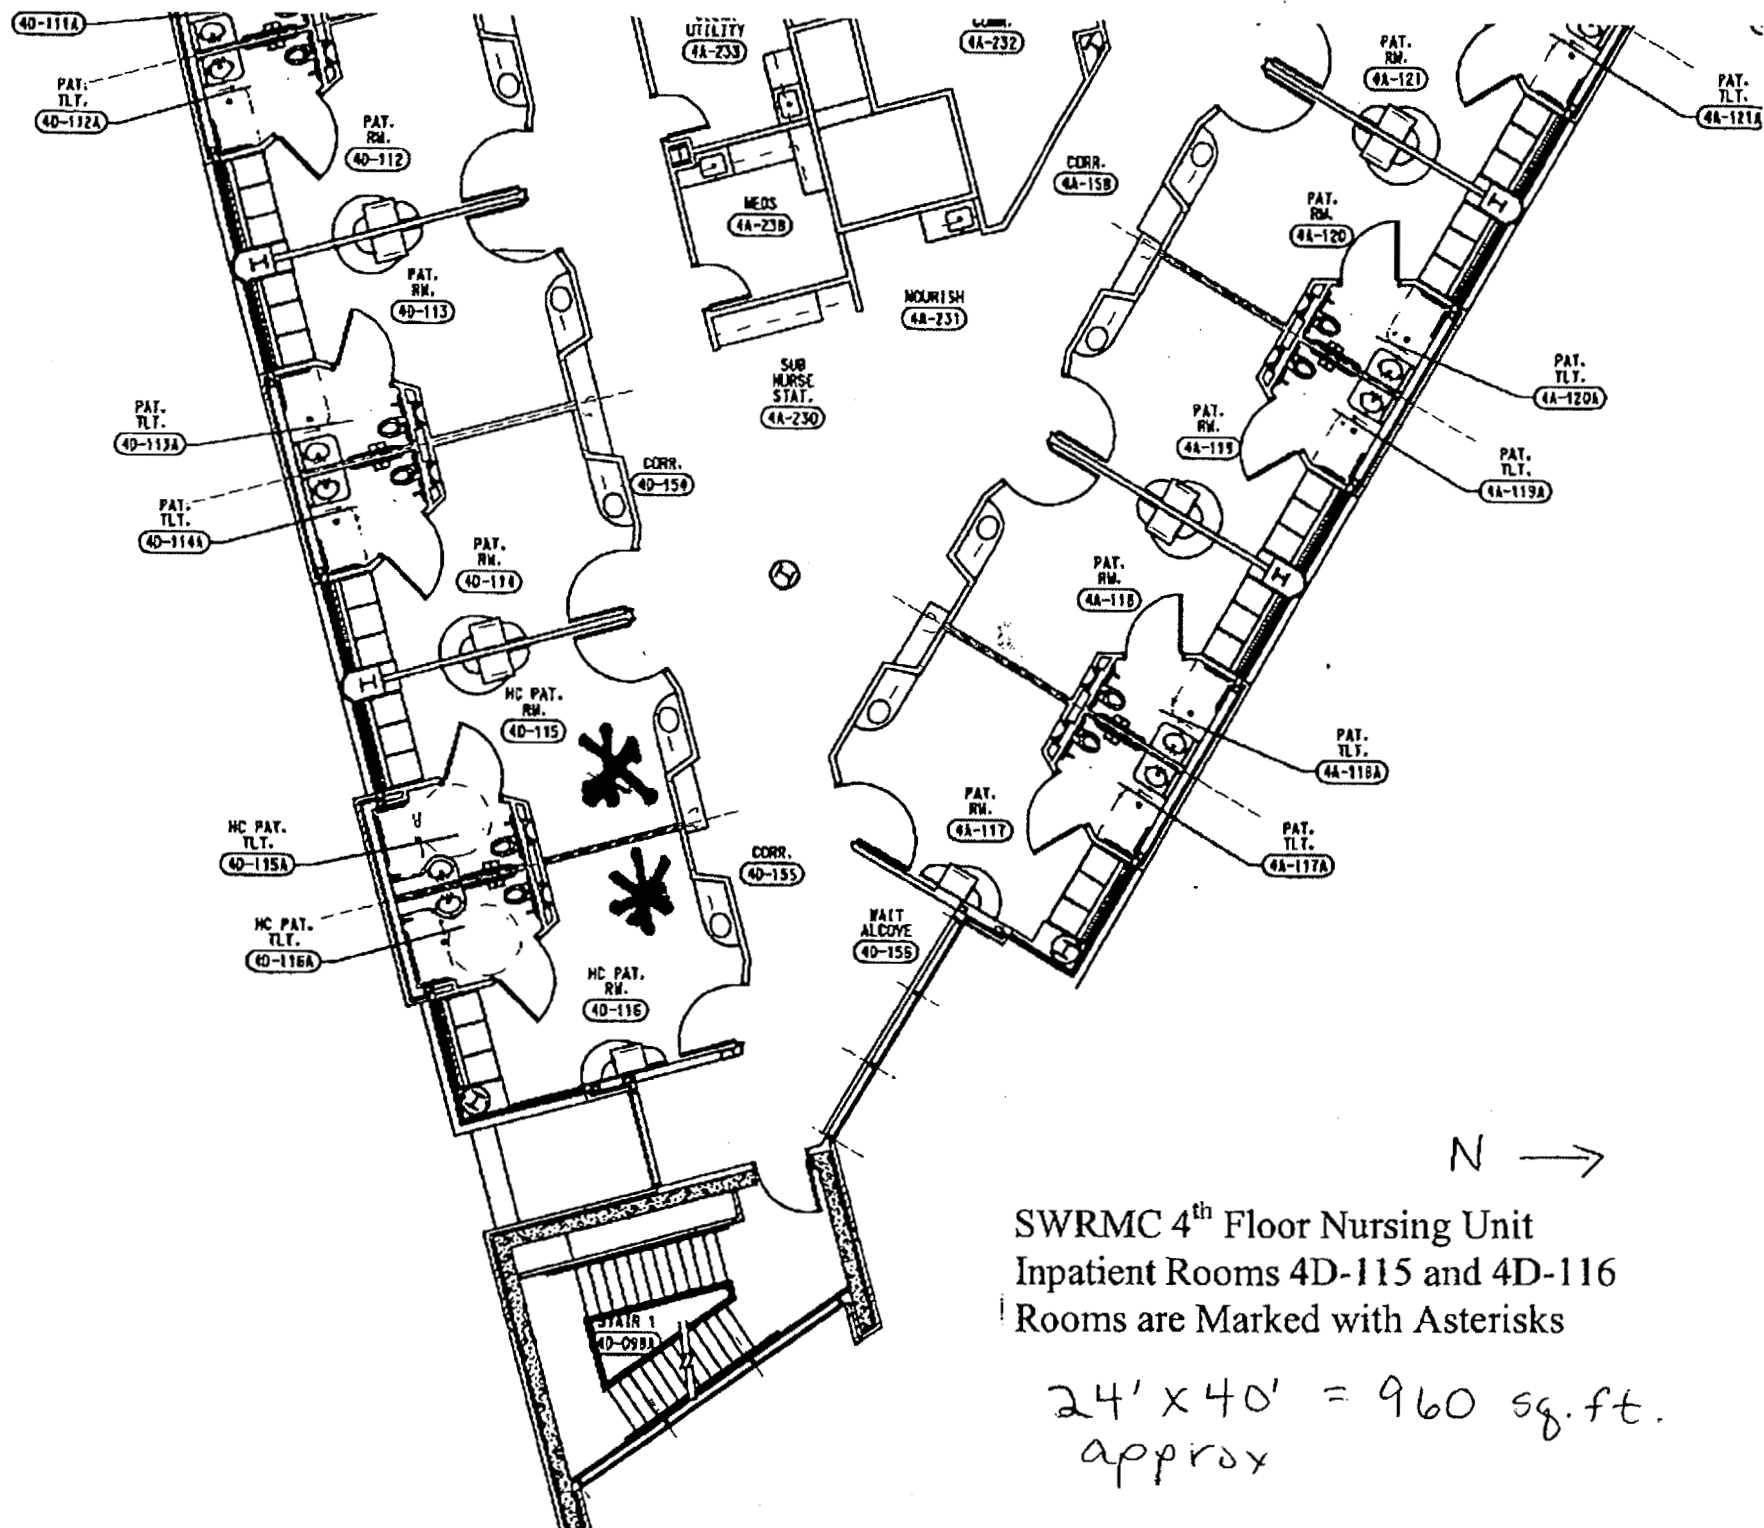 4D-111A
PAT.
TLT.
4D-112A
PAT.
RM.
4D-112
UTILITY
4A-233
4A-232
PAT.
RM.
4A-121
PAT.
TLT.
4A-121A
MEDS
4A-238
CORR.
4A-158
PAT.
RM.
4A-120
PAT.
RM.
4D-113
NOURISH
4A-231
SUB
NURSE
STAT.
4A-230
PAT.
TLT.
4A-120A
PAT.
TLT.
4D-113A
PAT.
RM.
4A-119
PAT.
TLT.
4A-119A
CORR.
4D-154
PAT.
TLT.
4D-114A
PAT.
RM.
4D-114
PAT.
RM.
4A-118
HC PAT.
RM.
4D-115
PAT.
TLT.
4A-118A
HC PAT.
TLT.
4D-115A
PAT.
RM.
4A-117
PAT.
TLT.
4A-117A
CORR.
4D-155
HC PAT.
TLT.
4D-116A
WAIT
ALCOVE
4D-156
HC PAT.
RM.
4D-116
STAIR 1
N
SWRMC 4th Floor Nursing Unit
Inpatient Rooms 4D-115 and 4D-116
Rooms are Marked with Asterisks
24' x 40' = 960 sq.ft.
approx